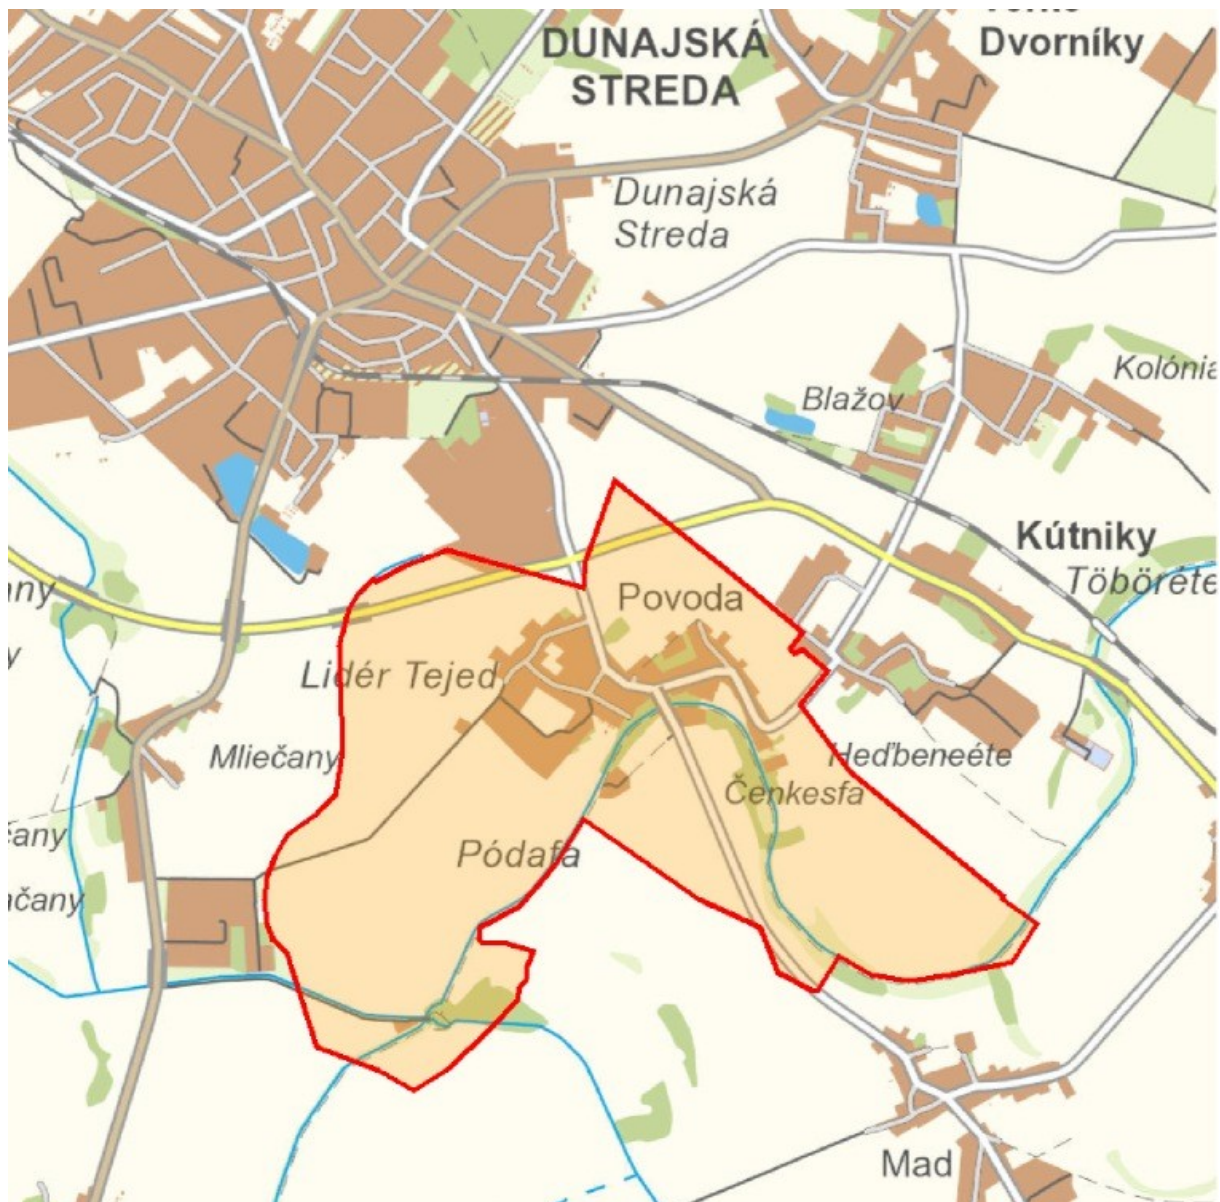 DUNAJSKÁ
STREDA
Dvorníky
Dunajská
Streda
Kolónia
Blažov
Kútniky
Töböréte
Povoda
Lidér Tejed
Mliečany
Heďbeneéte
Čenkesfa
Pódafa
Mad